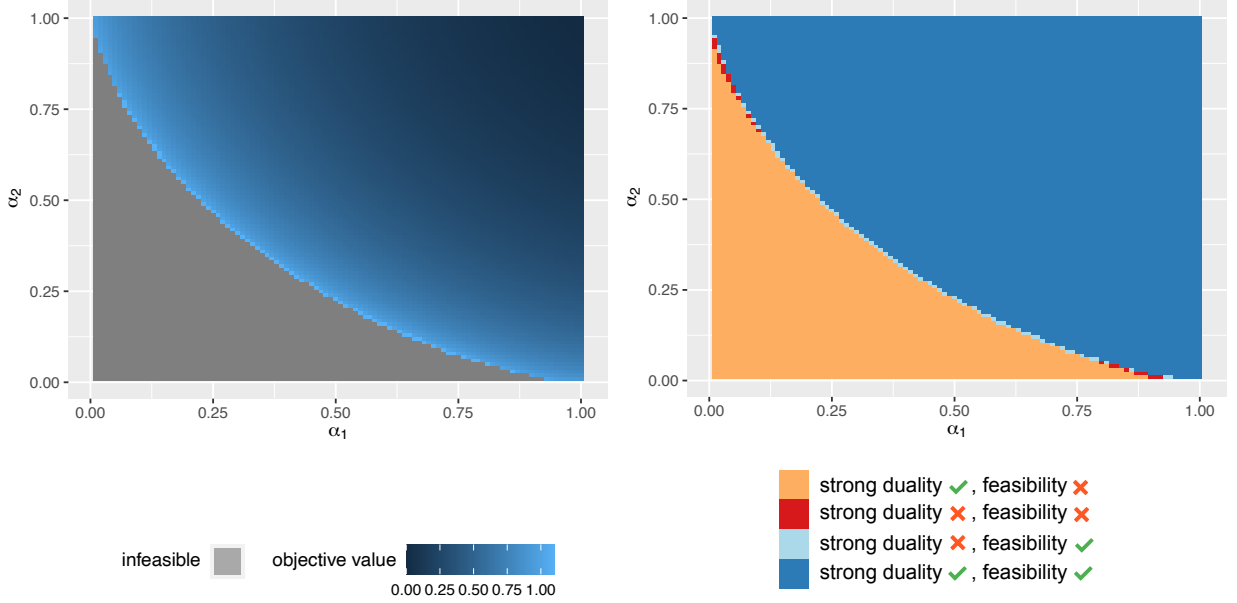 1.00
0.75
0.50
0.25
0.00
α2
0.00 0.25 0.50 0.75 1.00
α1
infeasible
objective value
0.00 0.25 0.50 0.75 1.00
1.00
0.75
0.50
0.25
0.00
α2
0.00 0.25 0.50 0.75 1.00
α1
strong duality ✓, feasibility ✗
strong duality ✗, feasibility ✗
strong duality ✗, feasibility ✓
strong duality ✓, feasibility ✓